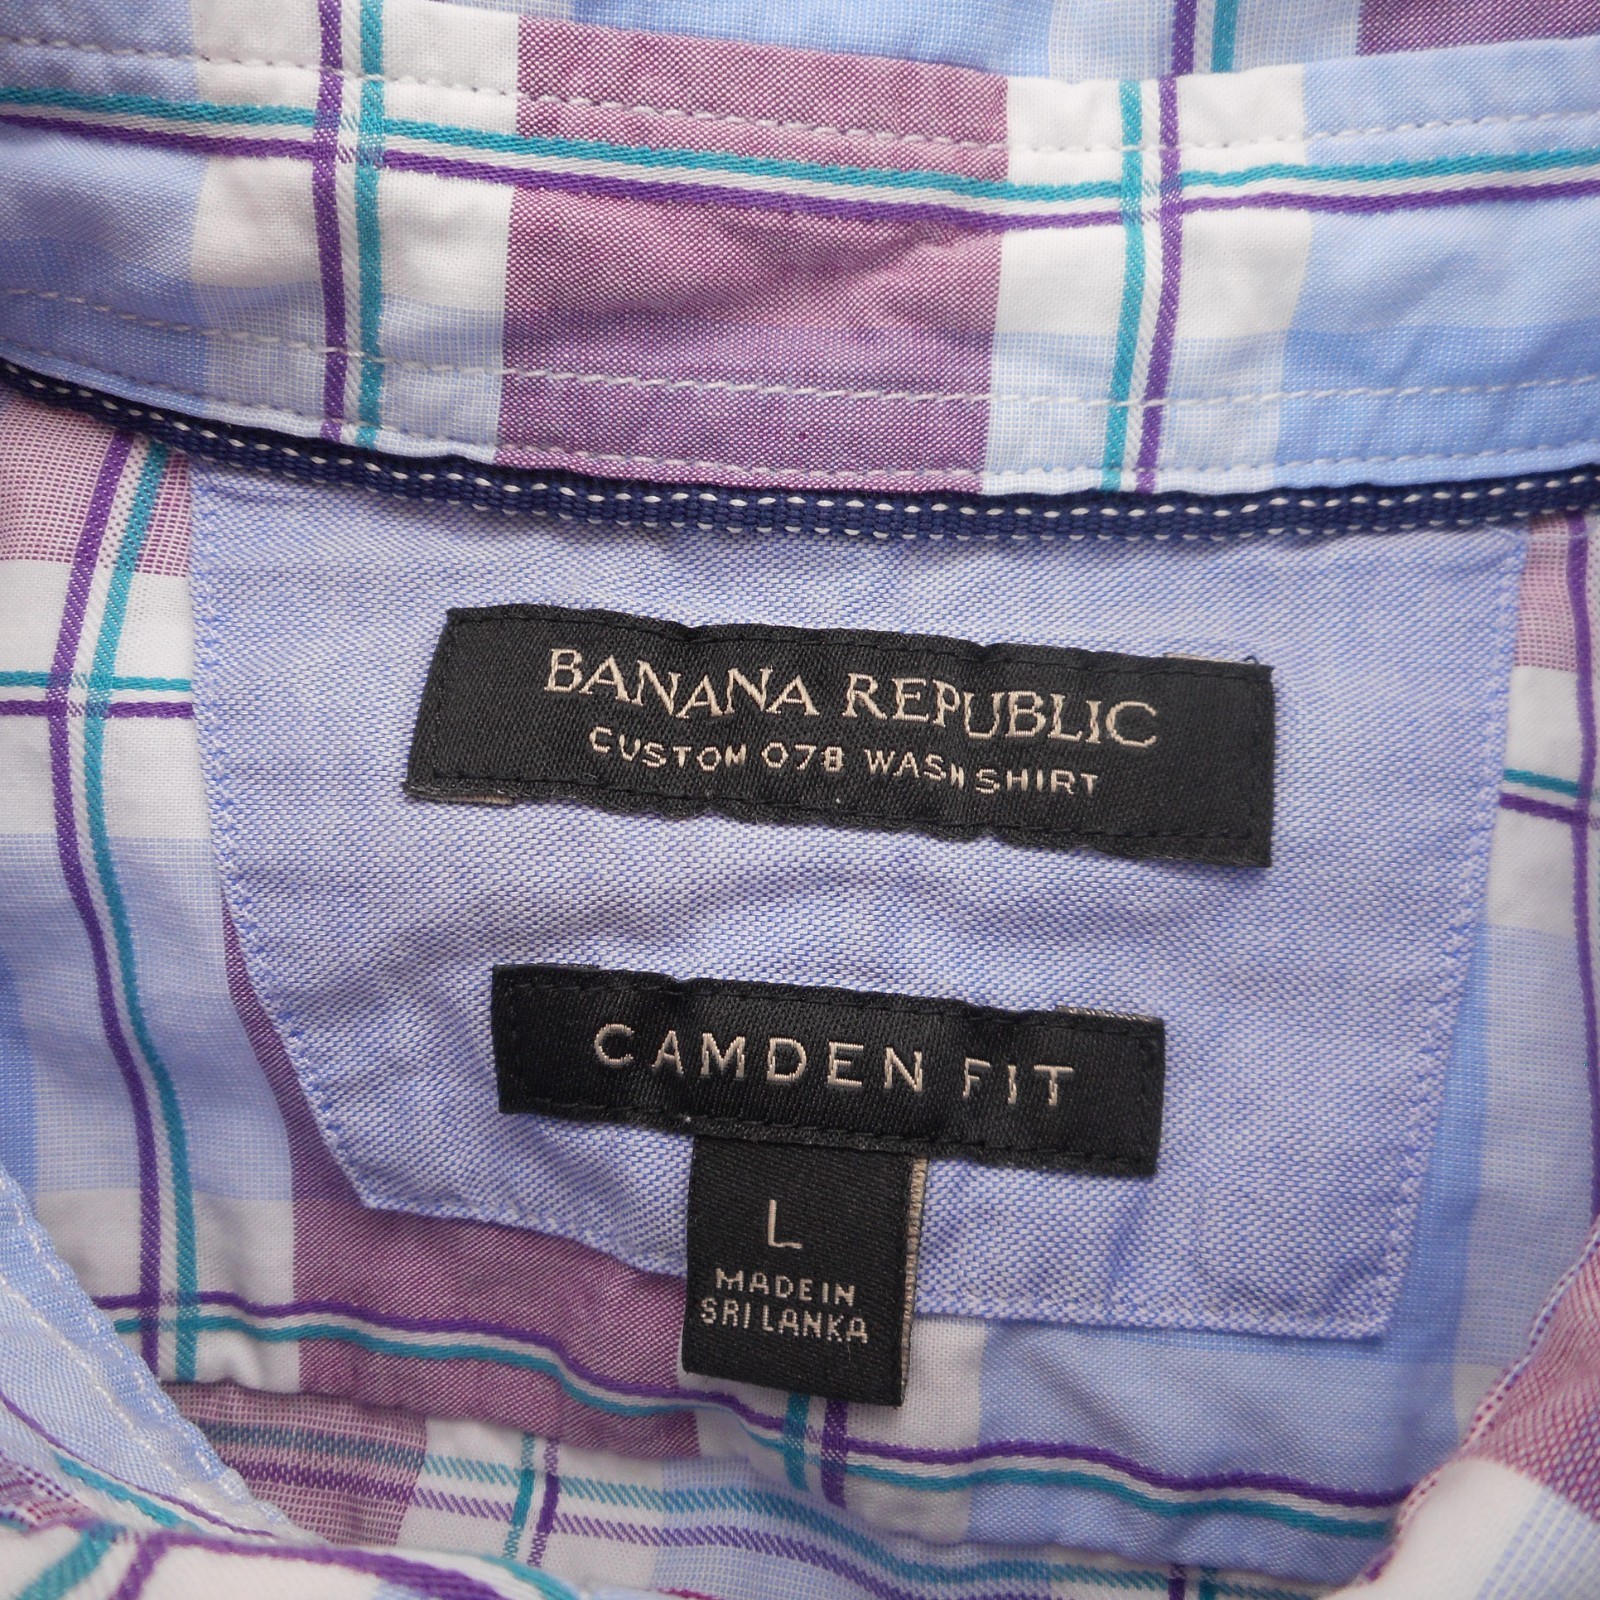 BANANA REPUBLIC
CUSTOM 078 WASH SHIRT
CAMDEN FIT
L
MADE IN
SRI LANKA